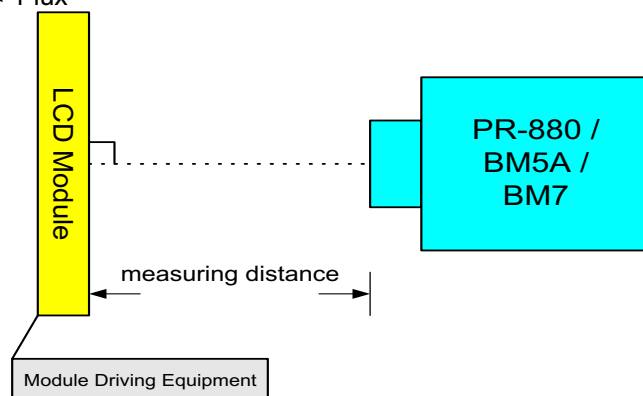 LCD Module
PR-880 /
BM5A /
BM7
measuring distance
Module Driving Equipment